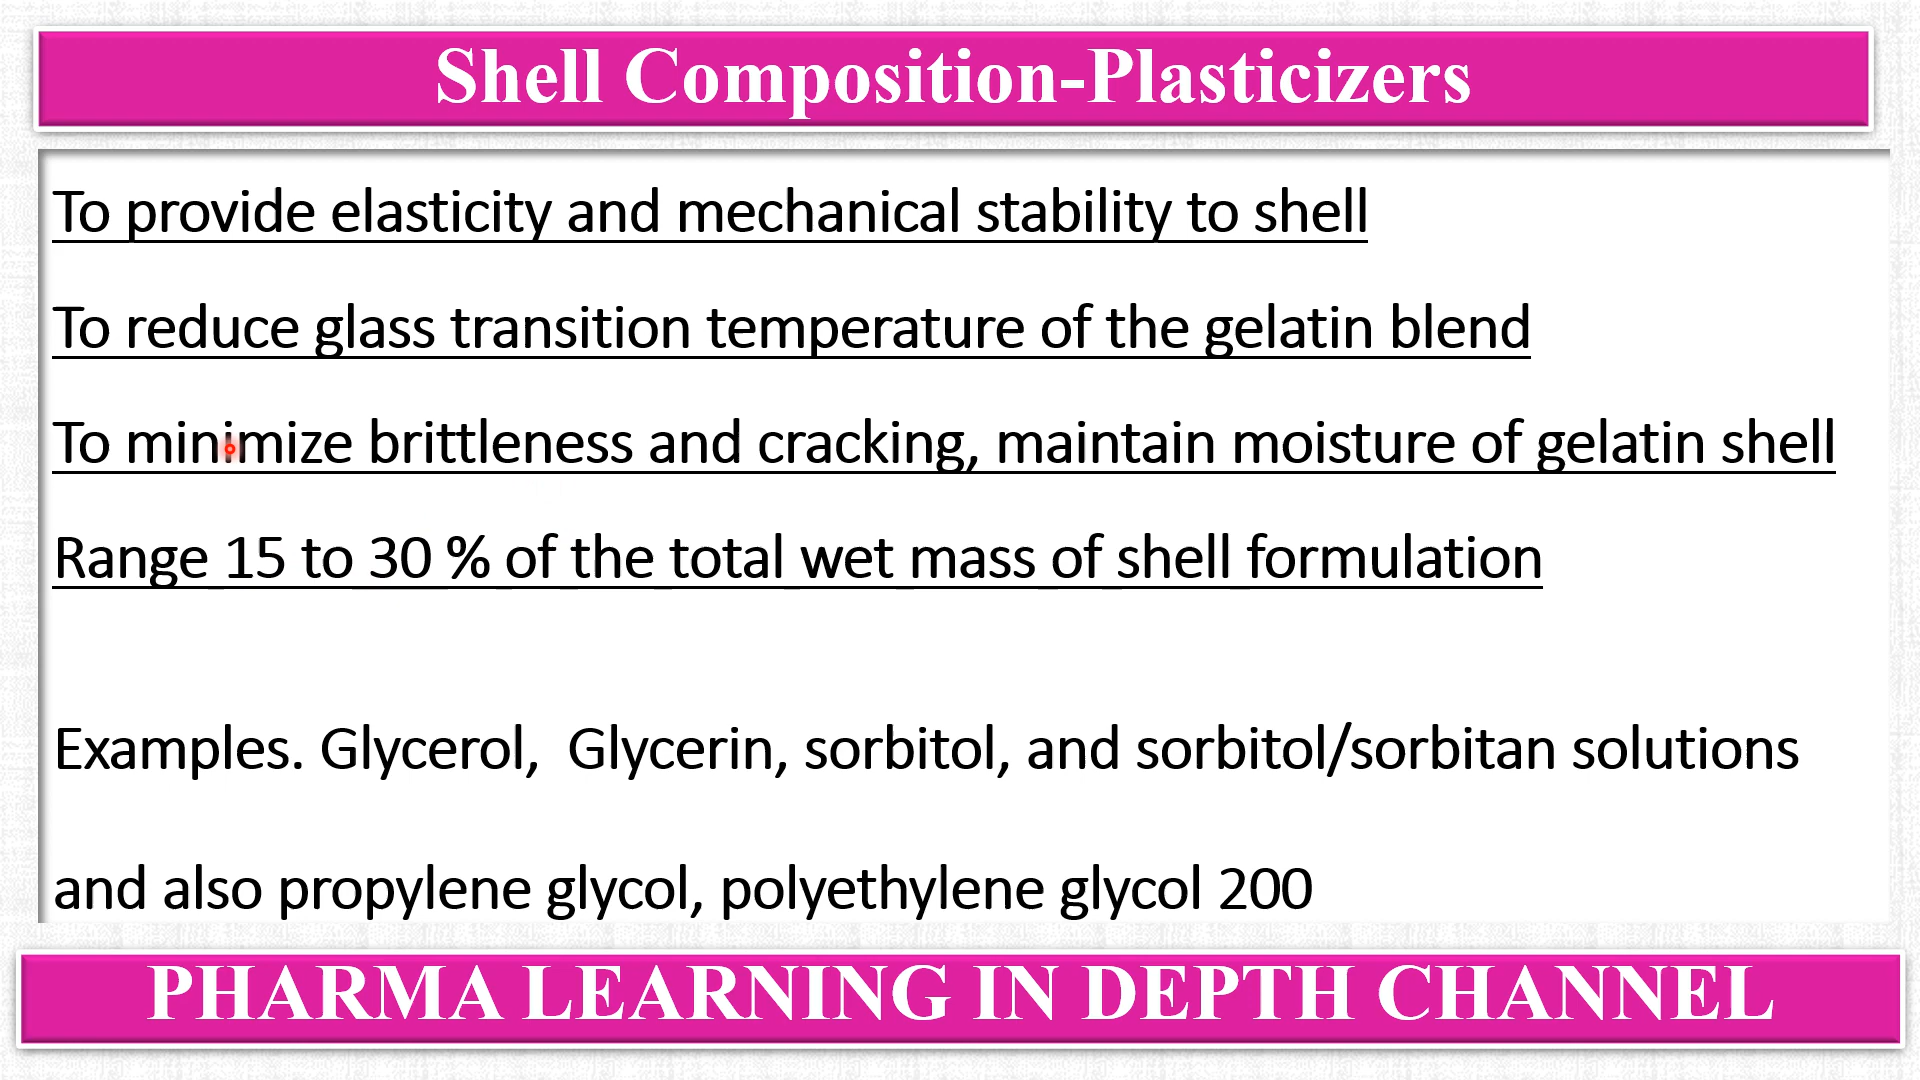 Shell Composition-Plasticizers
To provide elasticity and mechanical stability to shell
To reduce glass transition temperature of the gelatin blend
To minimize brittleness and cracking, maintain moisture of gelatin shell
Range 15 to 30 % of the total wet mass of shell formulation
Examples. Glycerol,  Glycerin, sorbitol, and sorbitol/sorbitan solutions
and also propylene glycol, polyethylene glycol 200
PHARMA LEARNING IN DEPTH CHANNEL